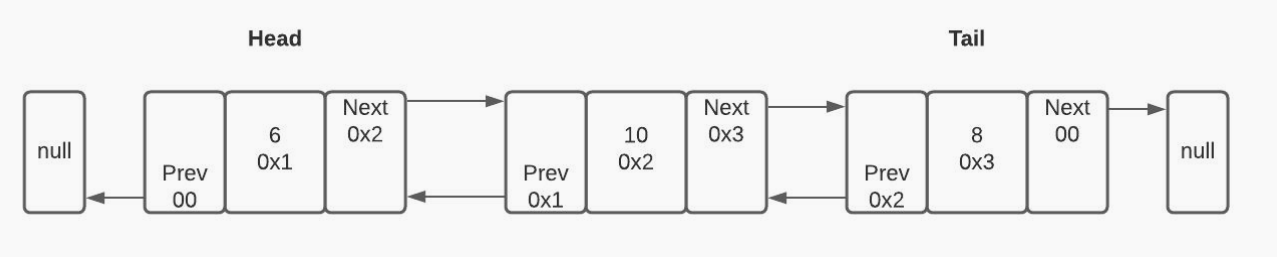 Head
Tail
null
Prev
00
6
0x1
Next
0x2
Prev
0x1
10
0x2
Next
0x3
Prev
0x2
8
0x3
Next
00
null